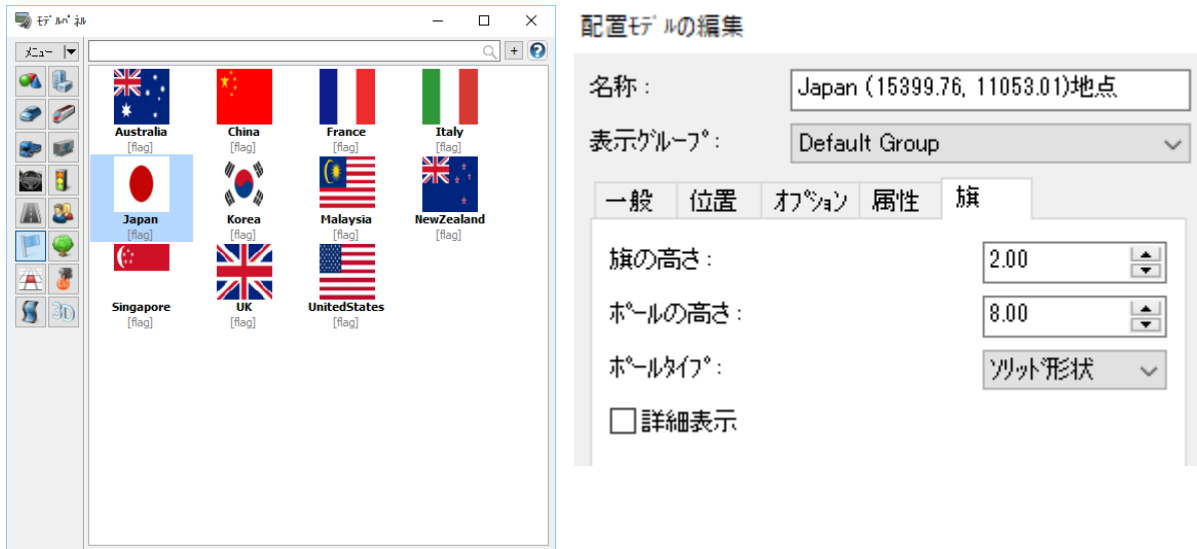 モデルパネル
メニュー
Australia
[flag]
China
[flag]
France
[flag]
Italy
[flag]
Japan
[flag]
Korea
[flag]
Malaysia
[flag]
NewZealand
[flag]
Singapore
[flag]
UK
[flag]
UnitedStates
[flag]
3D
配置モデルの編集
名称:
Japan (15399.76, 11053.01)地点
表示グループ:
Default Group
一般 位置 オプション 属性 旗
旗の高さ:
2.00
ポールの高さ:
8.00
ポールタイプ:
ソリッド形状
詳細表示